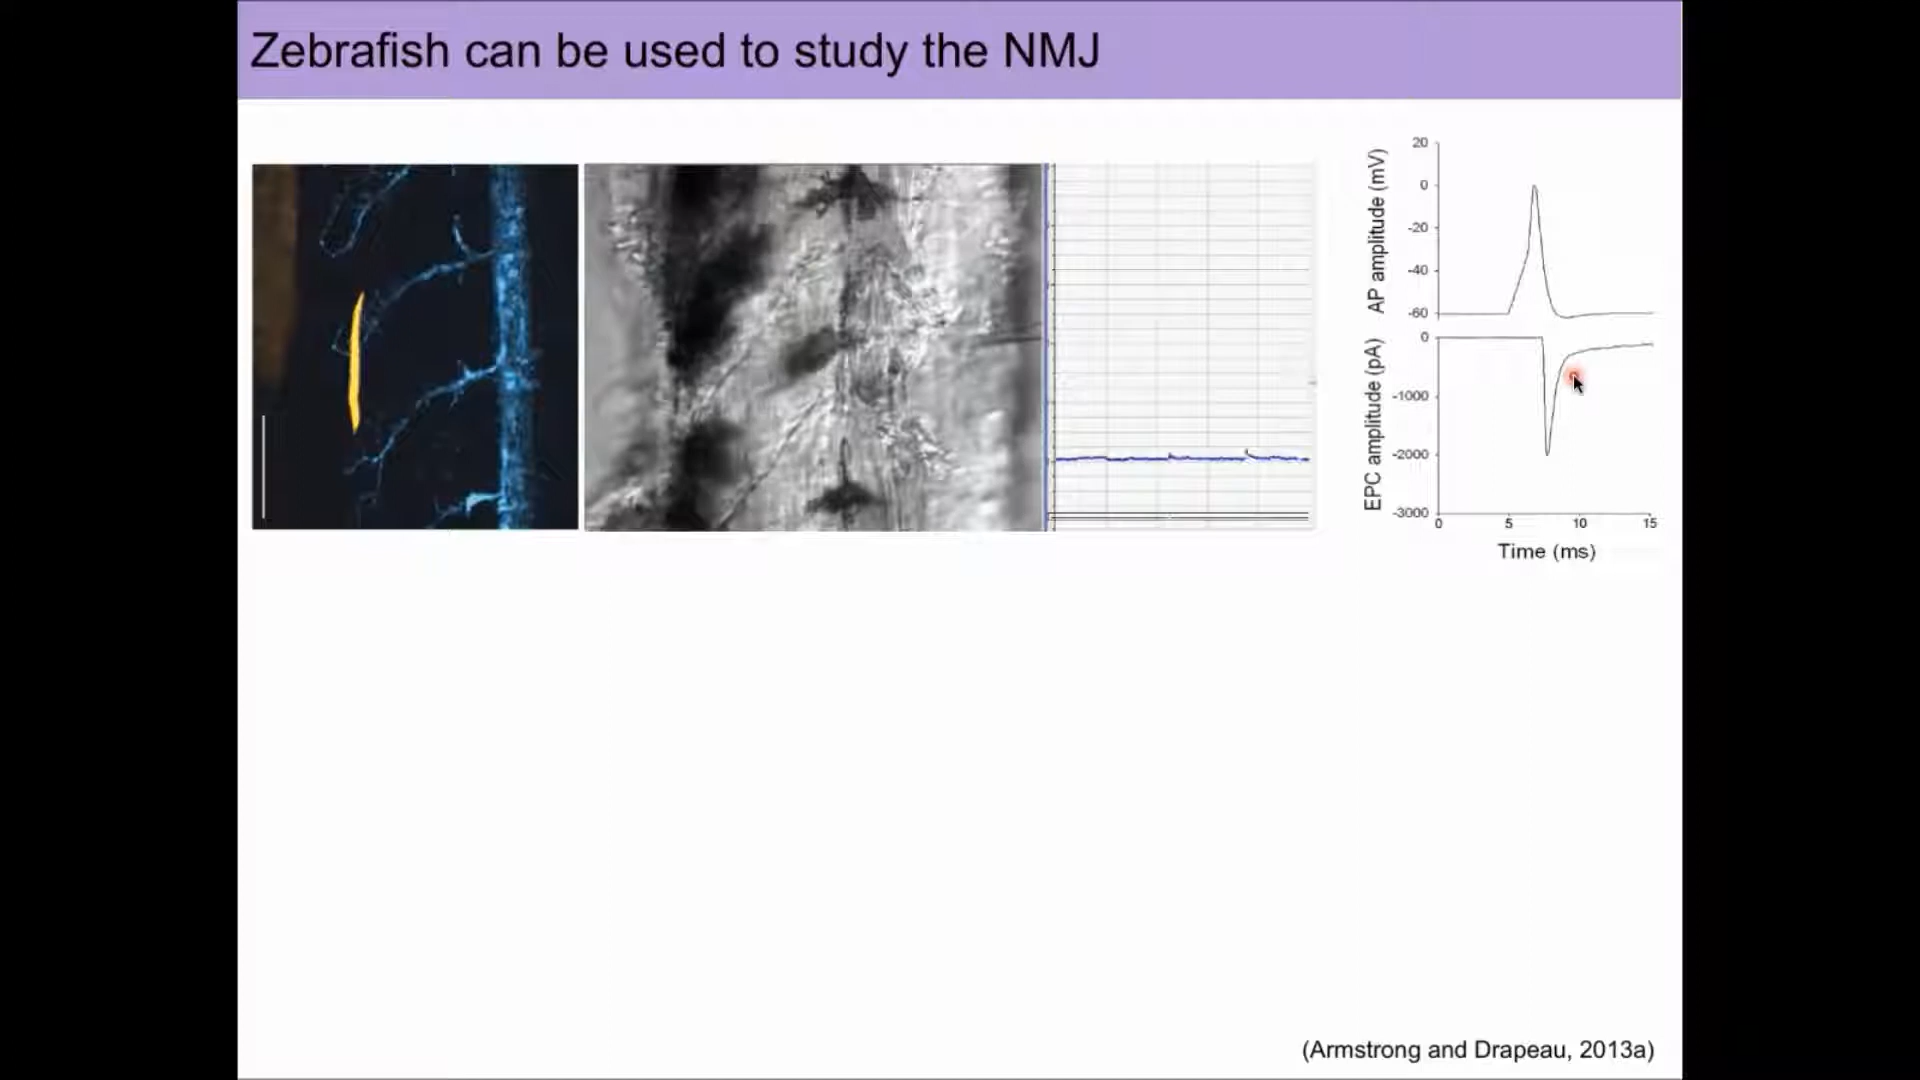 Zebrafish can be used to study the NMJ
AP amplitude (mV)
20
0
-20
-40
-60
EPC amplitude (pA)
0
-1000
-2000
-3000
0 5 10 15
Time (ms)
(Armstrong and Drapeau, 2013a)